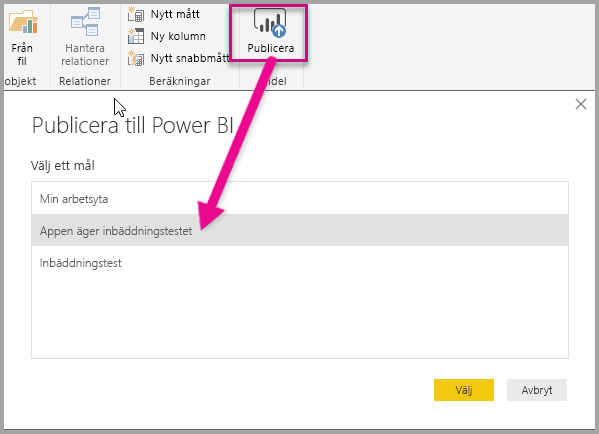 Från
fil
objekt
Hantera
relationer
Relationer
Nytt mått
Ny kolumn
Nytt snabbmått
Beräkningar
Publicera
del
Publicera till Power BI
Välj ett mål
Min arbetsyta
Appen äger inbäddningstestet
Inbäddningstest
Välj
Avbryt